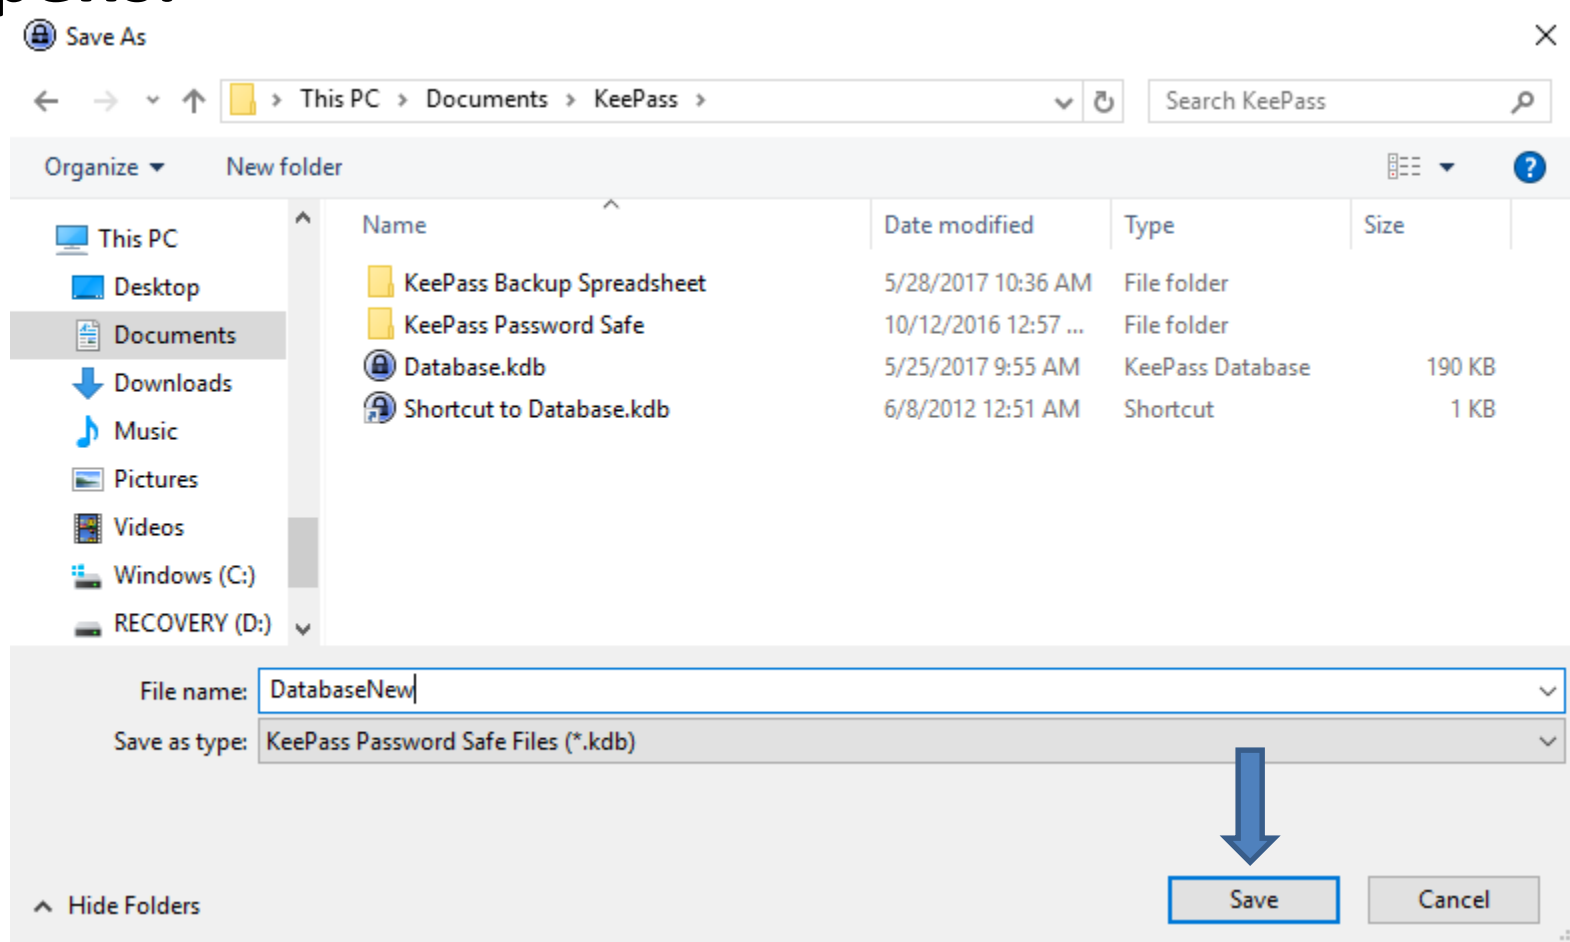 Save As
This PC > Documents > KeePass >
Search KeePass
Organize
New folder
Name
Date modified
Type
Size
This PC
Desktop
Documents
Downloads
Music
Pictures
Videos
Windows (C:)
RECOVERY (D:)
KeePass Backup Spreadsheet 5/28/2017 10:36 AM File folder
KeePass Password Safe 10/12/2016 12:57 ... File folder
Database.kdb 5/25/2017 9:55 AM KeePass Database 190 KB
Shortcut to Database.kdb 6/8/2012 12:51 AM Shortcut 1 KB
File name: DatabaseNew
Save as type: KeePass Password Safe Files (*.kdb)
Hide Folders
Save
Cancel